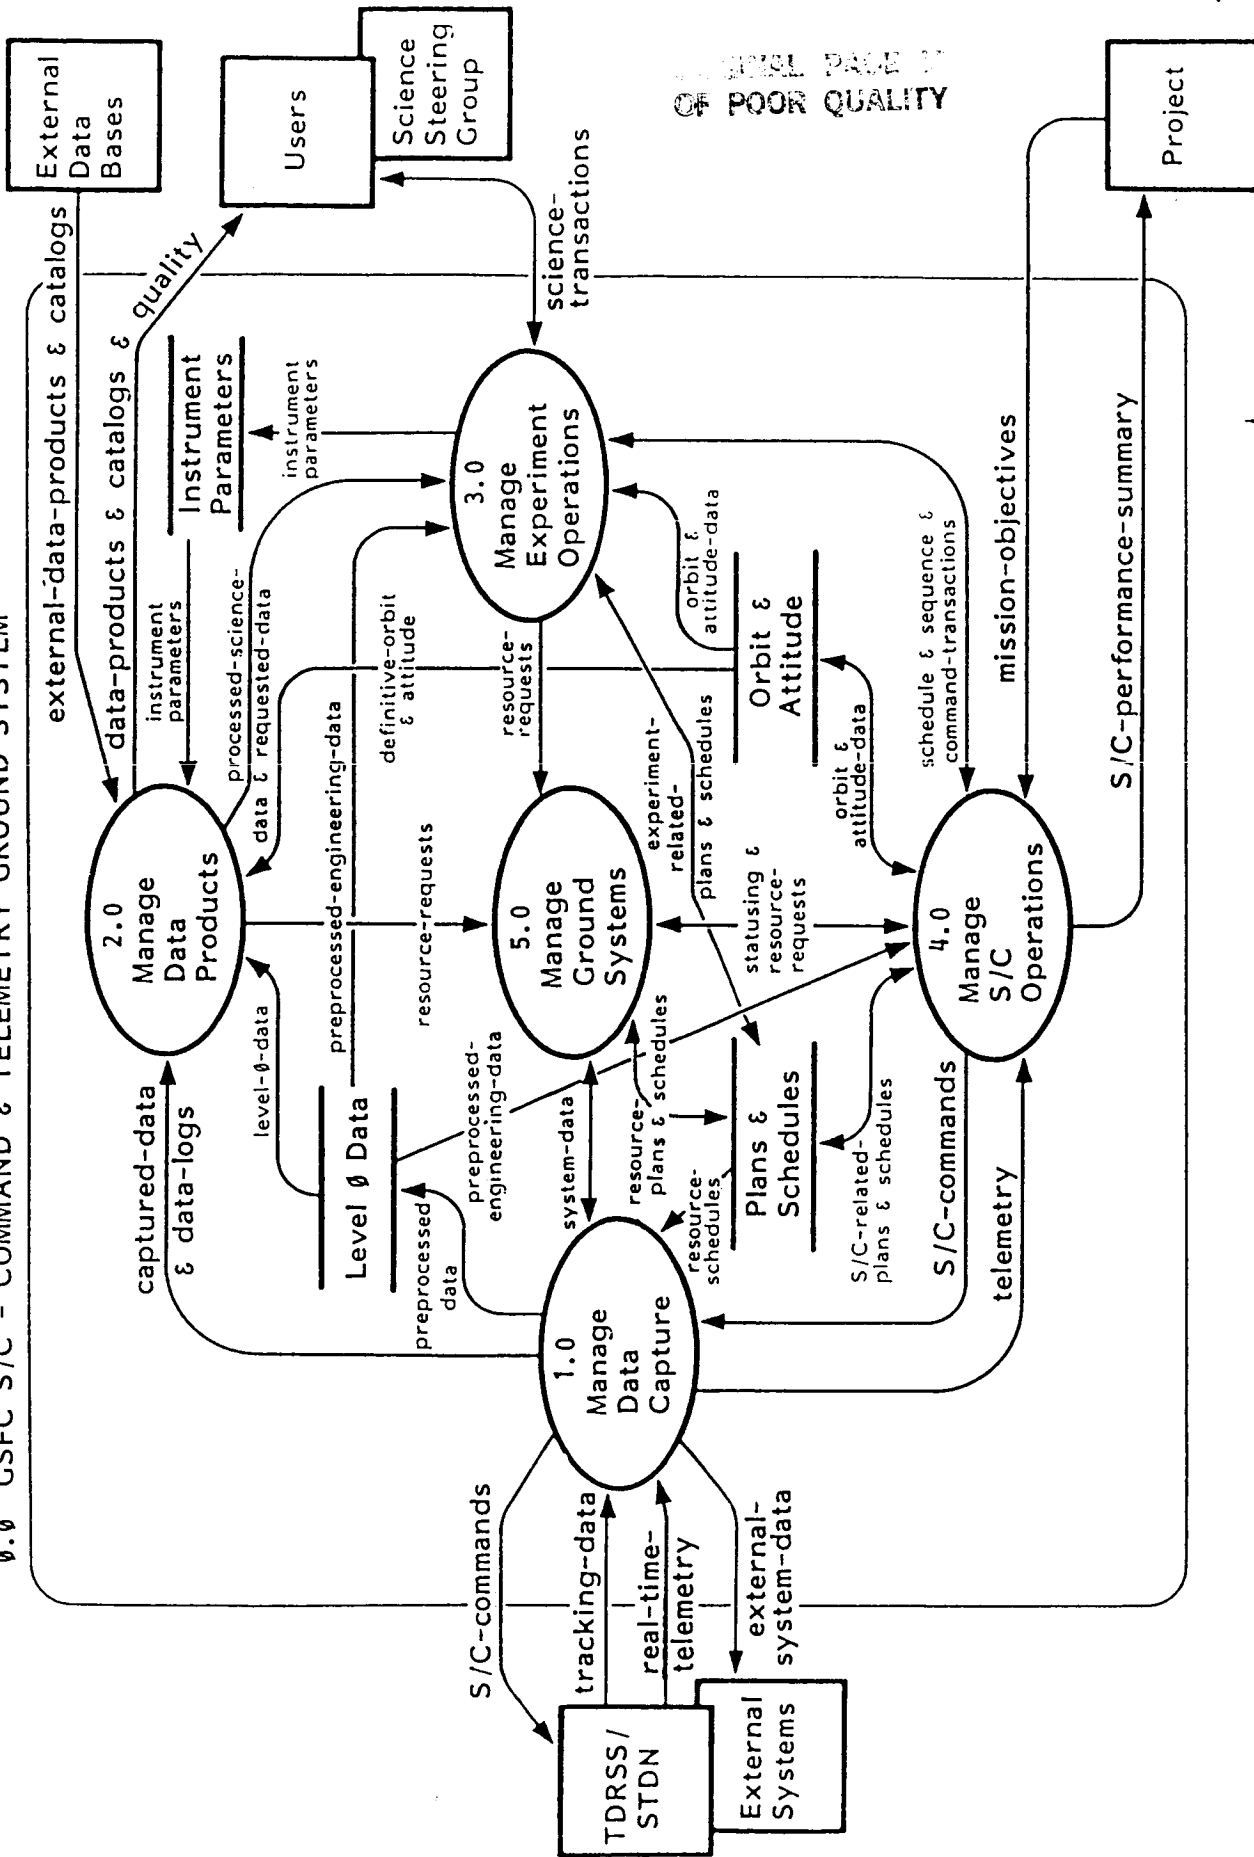 0.0 GSFC S/C - COMMAND & TELEMETRY GROUND SYSTEM
External
Data
Bases
Users
Science
Steering
Group
PAGE
OF POOR QUALITY
Project
external-data-products & catalogs
data-products & catalogs &
quality
science-
transactions
Instrument
Parameters
instrument
parameters
instrument
parameters
processed-science-
data & requested-data
preprocessed-engineering-data
definitive-orbit
& attitude
3.0
Manage
Experiment
Operations
orbit &
attitude-data
schedule & sequence &
command-transactions
mission-objectives
S/C-performance-summary
2.0
Manage
Data
Products
resource-requests
resource-
requests
5.0
Manage
Ground
Systems
experiment-
related-
plans & schedules
Orbit &
Attitude
orbit &
attitude-data
statusing &
resource-
requests
4.0
Manage
S/C
Operations
captured-data
& data-logs
level-0-data
Level 0 Data
preprocessed
data
preprocessed-
engineering-data
system-data
resource-
plans & schedules
resource-
schedules
Plans &
Schedules
S/C-related-
plans & schedules
S/C-commands
telemetry
1.0
Manage
Data
Capture
S/C-commands
tracking-data
real-time-
telemetry
external-
system-data
TDRSS/
STDN
External
Systems